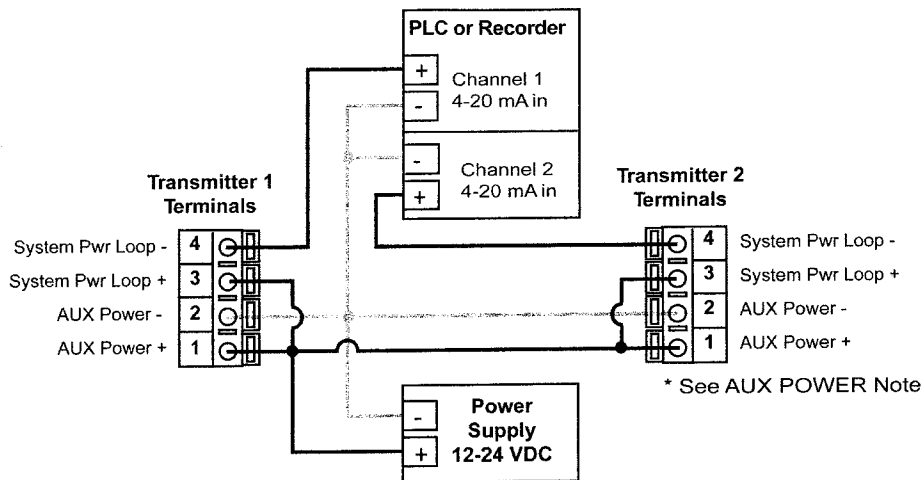 PLC or Recorder
+
Channel 1
4-20 mA in
-
-
Channel 2
4-20 mA in
+
Transmitter 1
Terminals
System Pwr Loop - 4
System Pwr Loop + 3
AUX Power - 2
AUX Power + 1
Transmitter 2
Terminals
4 System Pwr Loop -
3 System Pwr Loop +
2 AUX Power -
1 AUX Power +
* See AUX POWER Note
-
+
Power
Supply
12-24 VDC